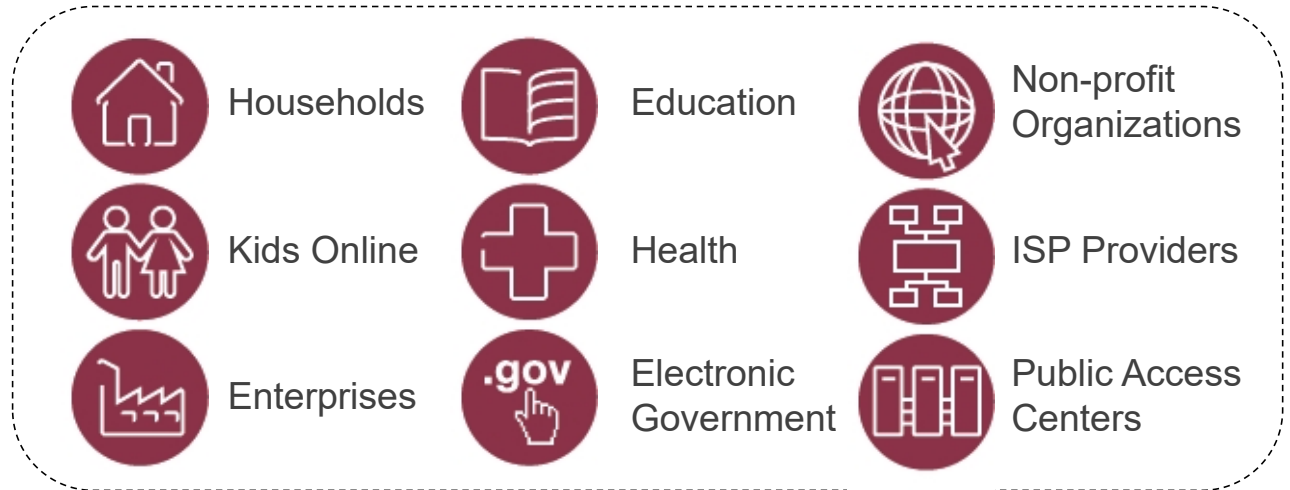 Households
Kids Online
Enterprises
Education
Health
.gov
Electronic
Government
Non-profit
Organizations
ISP Providers
Public Access
Centers